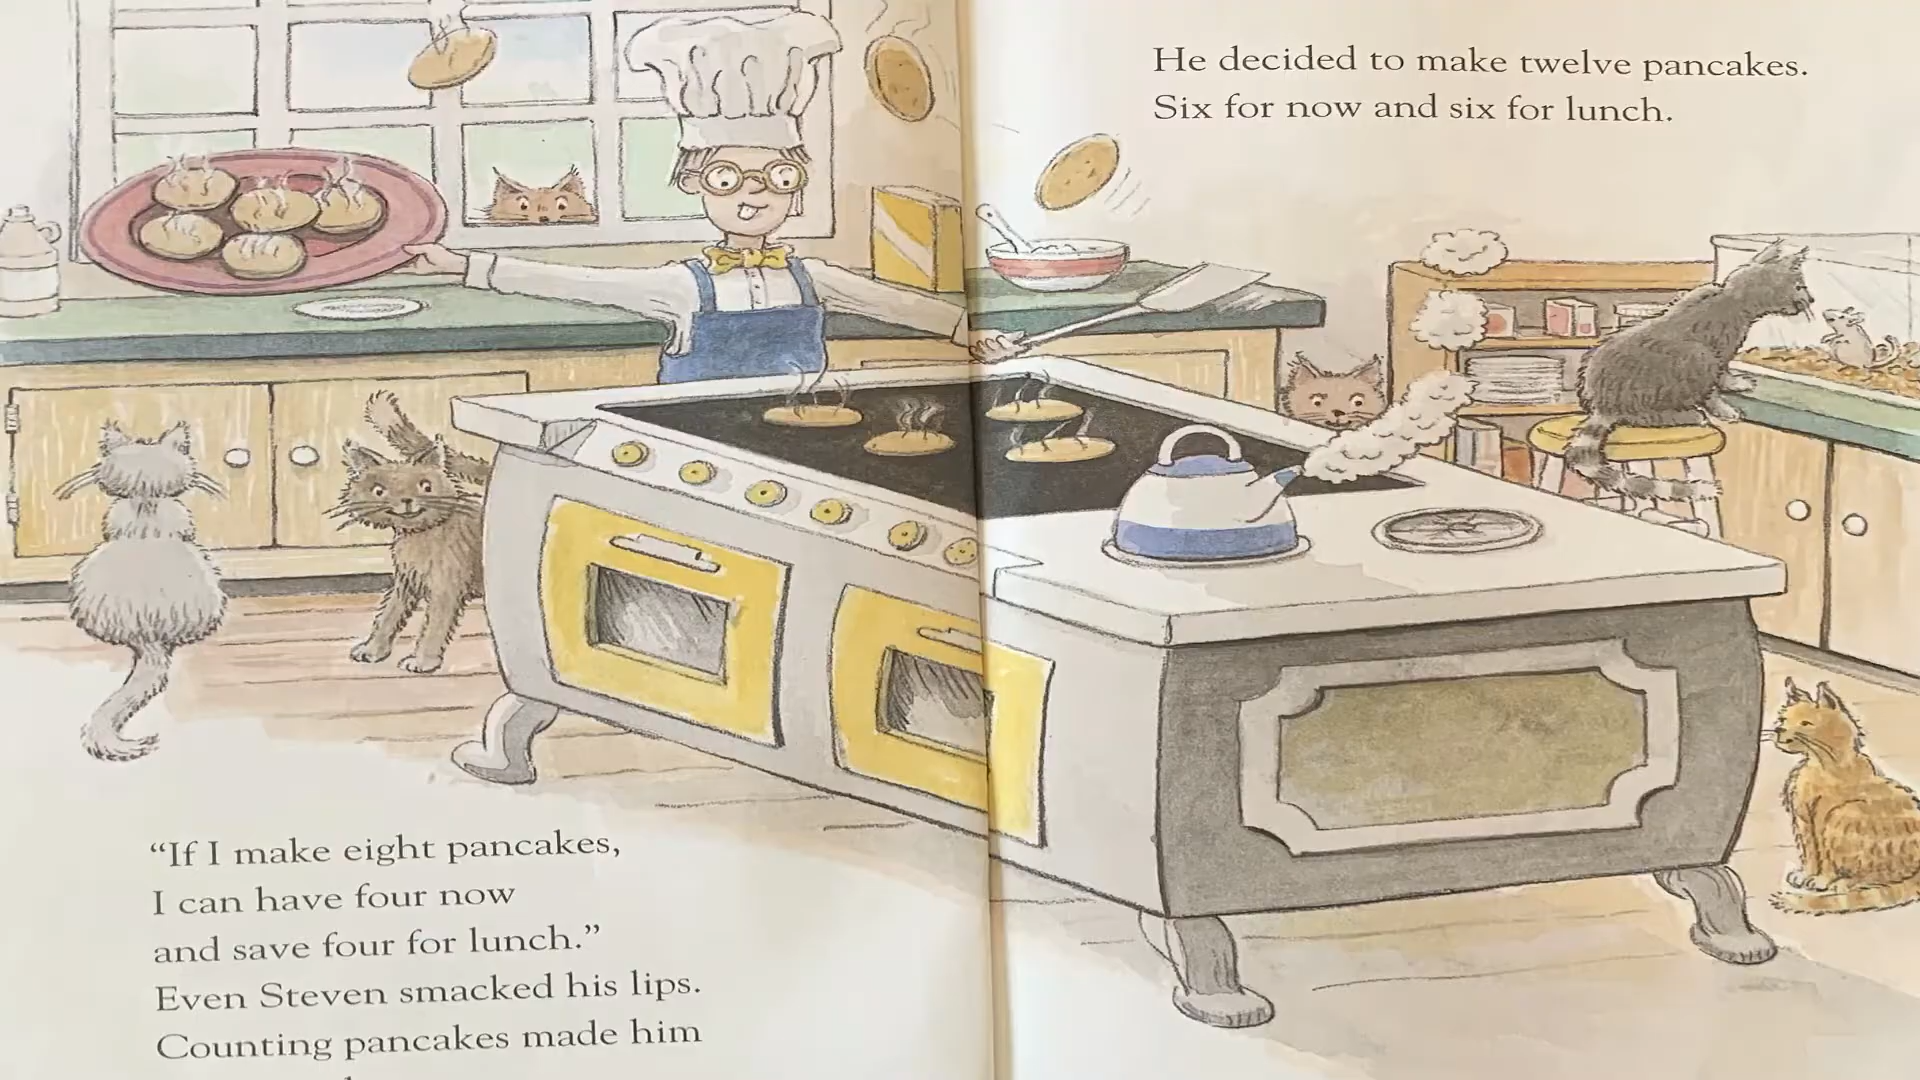 “If I make eight pancakes,
I can have four now
and save four for lunch.”
Even Steven smacked his lips.
Counting pancakes made him
He decided to make twelve pancakes.
Six for now and six for lunch.